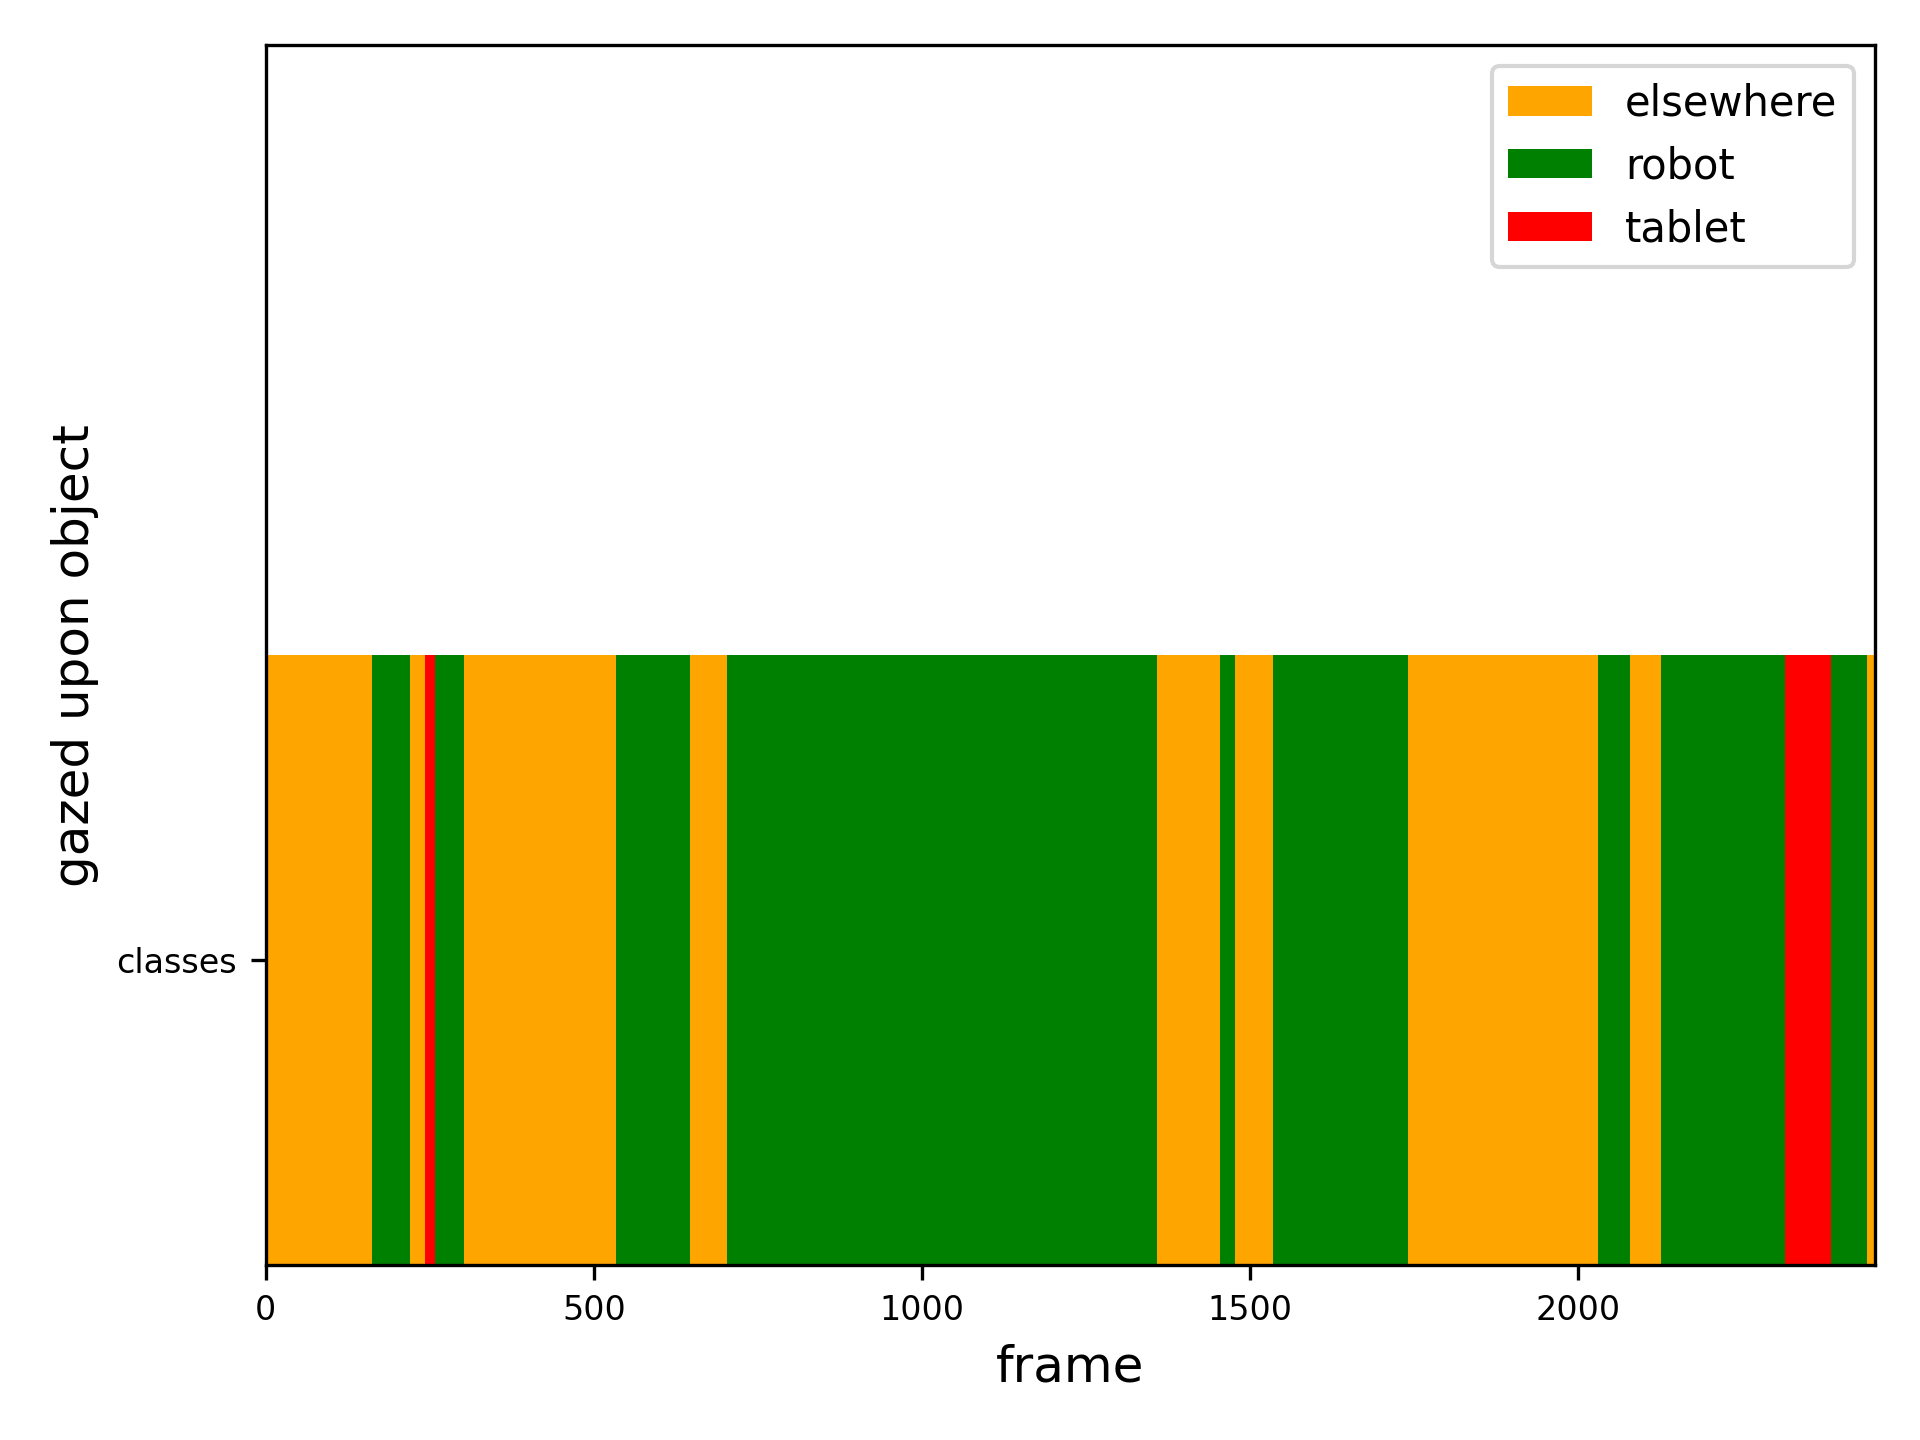 elsewhere
robot
tablet
gazed upon object
classes
0 500 1000 1500 2000
frame